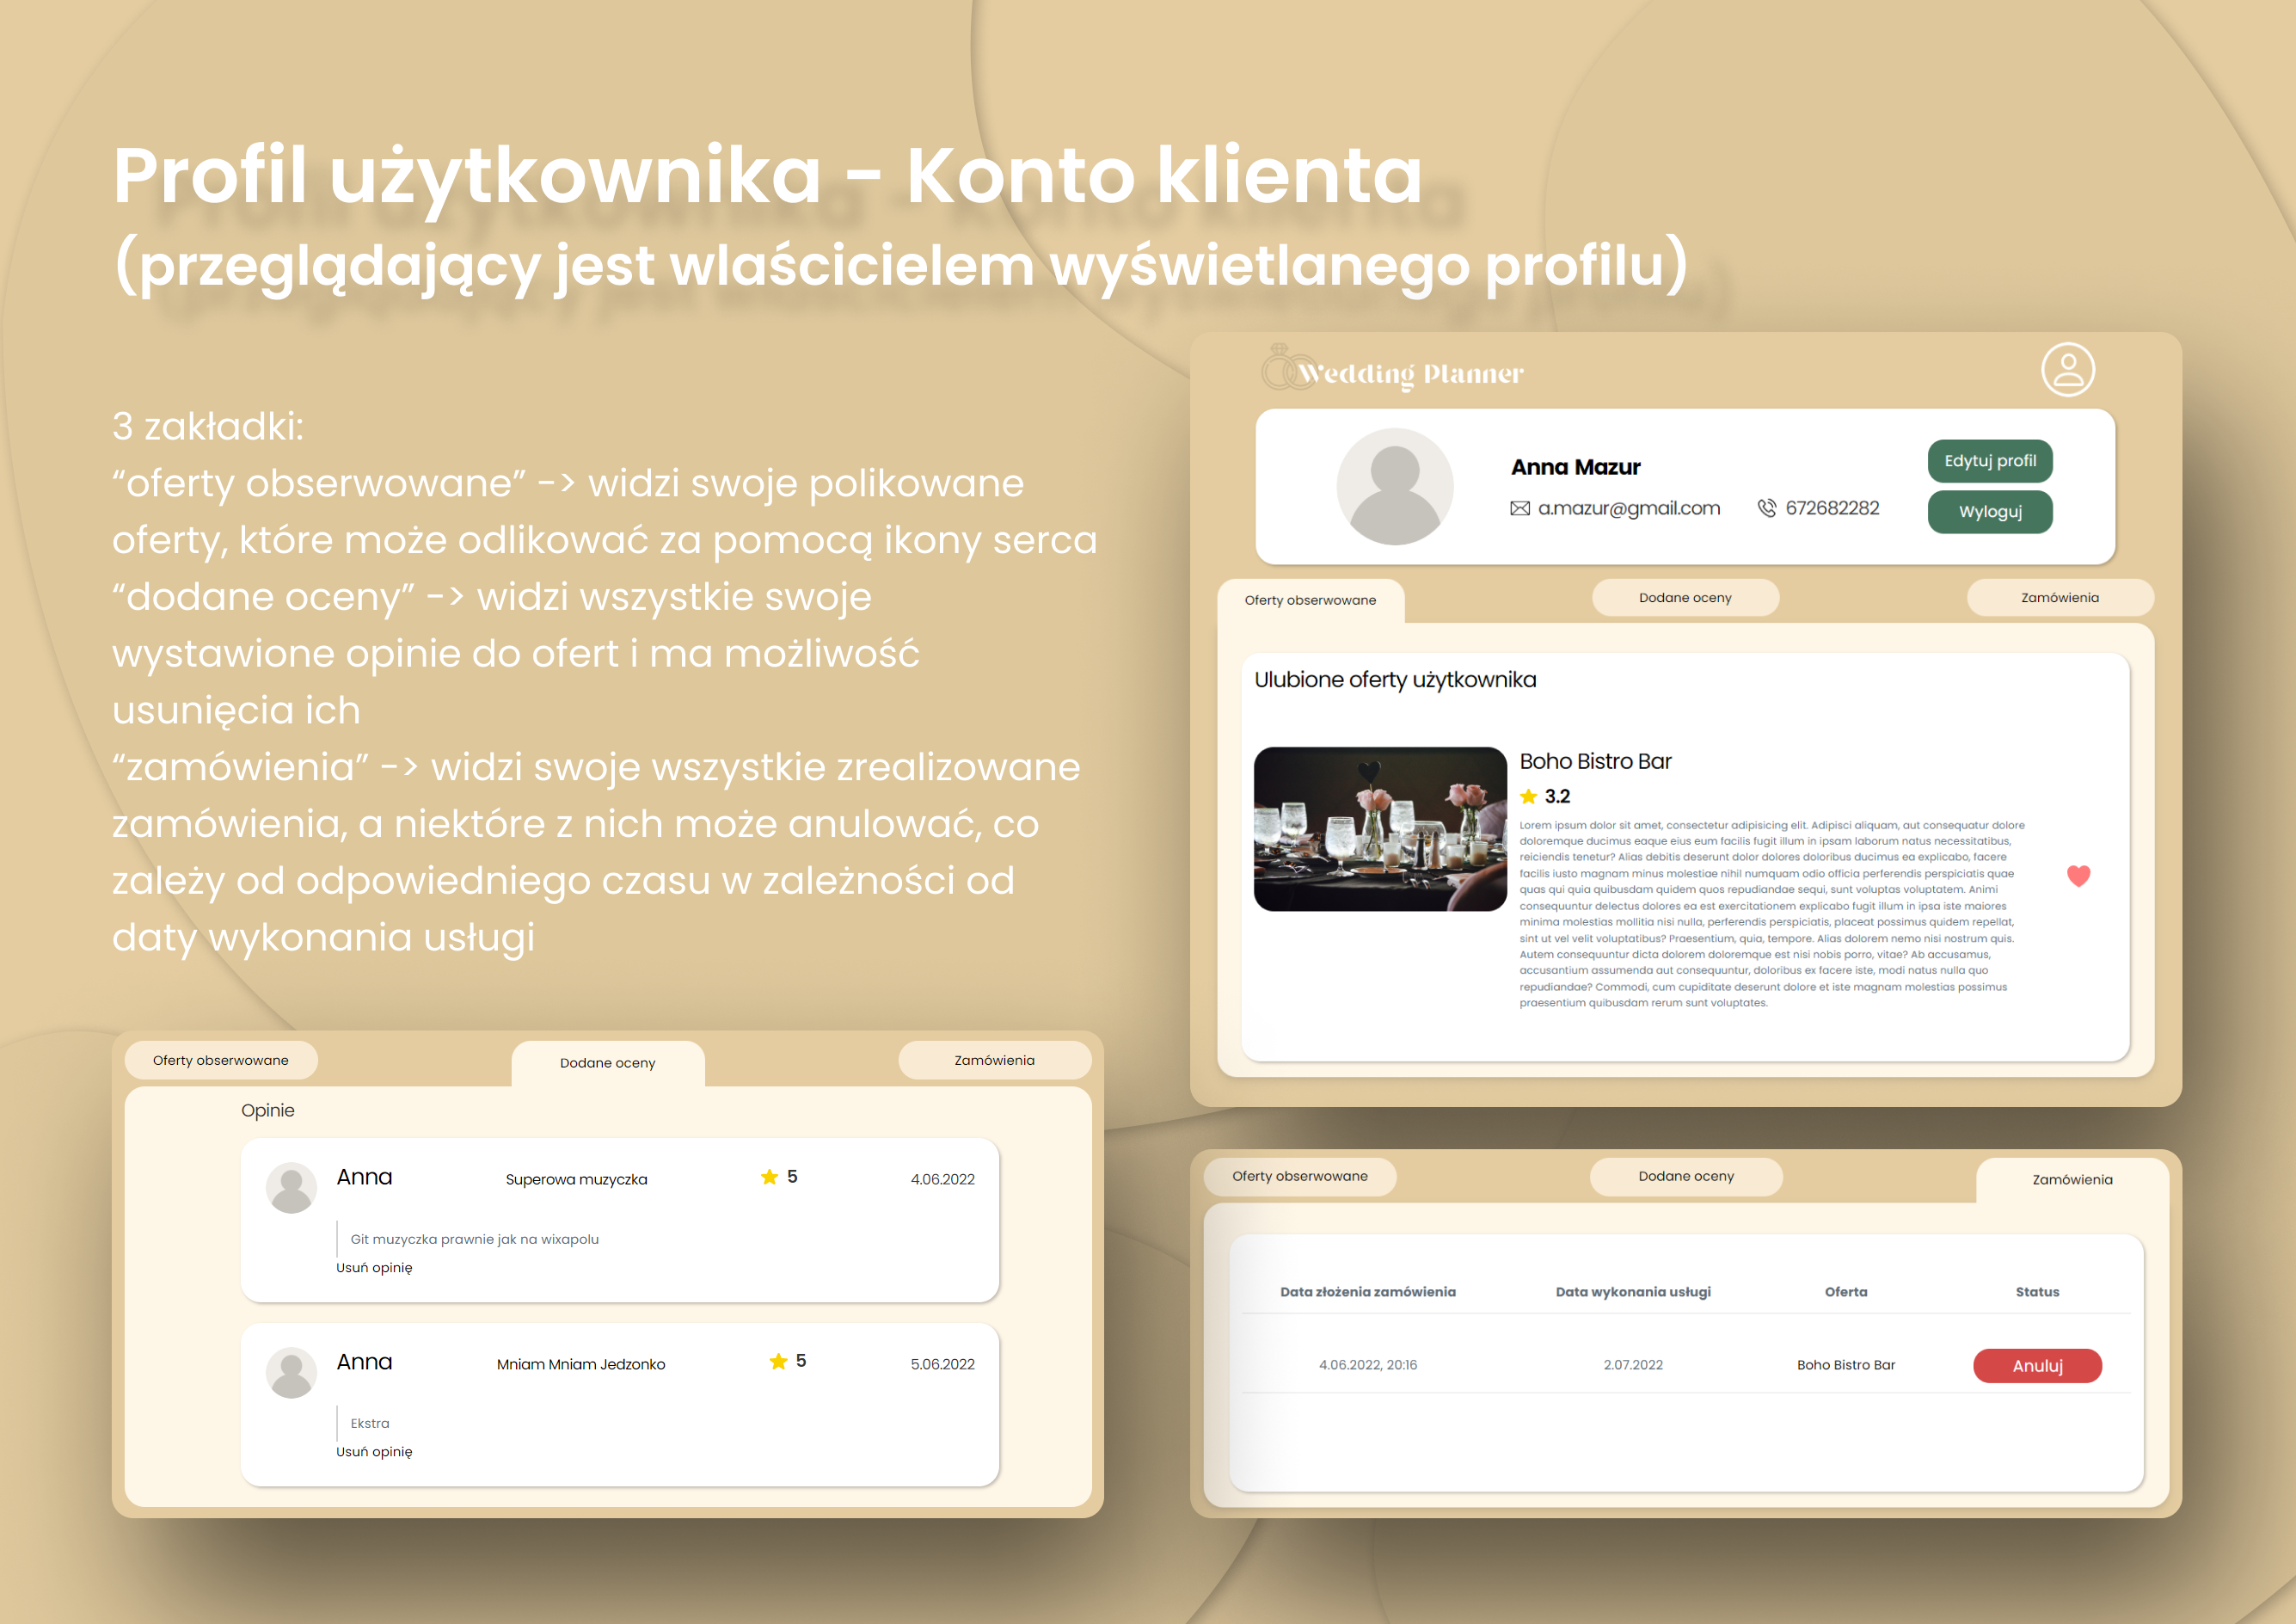 Profil użytkownika - Konto klienta
(przeglądający jest wlaścicielem wyświetlanego profilu)
3 zakładki:
“oferty obserwowane” -> widzi swoje polikowane
oferty, które może odlikować za pomocą ikony serca
“dodane oceny” -> widzi wszystkie swoje
wystawione opinie do ofert i ma możliwość
usunięcia ich
“zamówienia” -> widzi swoje wszystkie zrealizowane
zamówienia, a niektóre z nich może anulować, co
zależy od odpowiedniego czasu w zależności od
daty wykonania usługi
Wedding Planner
Anna Mazur
a.mazur@gmail.com 672682282
Edytuj profil
Wyloguj
Oferty obserwowane Dodane oceny Zamówienia
Ulubione oferty użytkownika
Boho Bistro Bar
3.2
Lorem ipsum dolor sit amet, consectetur adipisicing elit. Adipisci aliquam, aut consequatur dolore
doloremque ducimus eaque eius eum facilis fugit illum in ipsam laborum natus necessitatibus,
reiciendis tenetur? Alias debitis deserunt dolor dolores doloribus ducimus ea explicabo, facere
facilis iusto magnam minus molestiae nihil numquam odio officia perferendis perspiciatis quae
quas qui quia quibusdam quidem quos repudiandae sequi, sunt voluptas voluptatem. Animi
consequuntur delectus dolores ea est exercitationem explicabo fugit illum in ipsa iste maiores
minima molestias mollitia nisi nulla, perferendis perspiciatis, placeat possimus quidem repellat,
sint ut vel velit voluptatibus? Praesentium, quia, tempore. Alias dolorem nemo nisi nostrum quis.
Autem consequuntur dicta dolorem doloremque est nisi nobis porro, vitae? Ab accusamus,
accusantium assumenda aut consequuntur, doloribus ex facere iste, modi natus nulla quo
repudiandae? Commodi, cum cupiditate deserunt dolore et iste magnam molestias possimus
praesentium quibusdam rerum sunt voluptates.
Oferty obserwowane Dodane oceny Zamówienia
Opinie
Anna Superowa muzyczka 5 4.06.2022
Git muzyczka prawnie jak na wixapolu
Usuń opinię
Anna Mniam Mniam Jedzonko 5 5.06.2022
Ekstra
Usuń opinię
Oferty obserwowane Dodane oceny Zamówienia
Data złożenia zamówienia Data wykonania usługi Oferta Status
4.06.2022, 20:16 2.07.2022 Boho Bistro Bar Anuluj